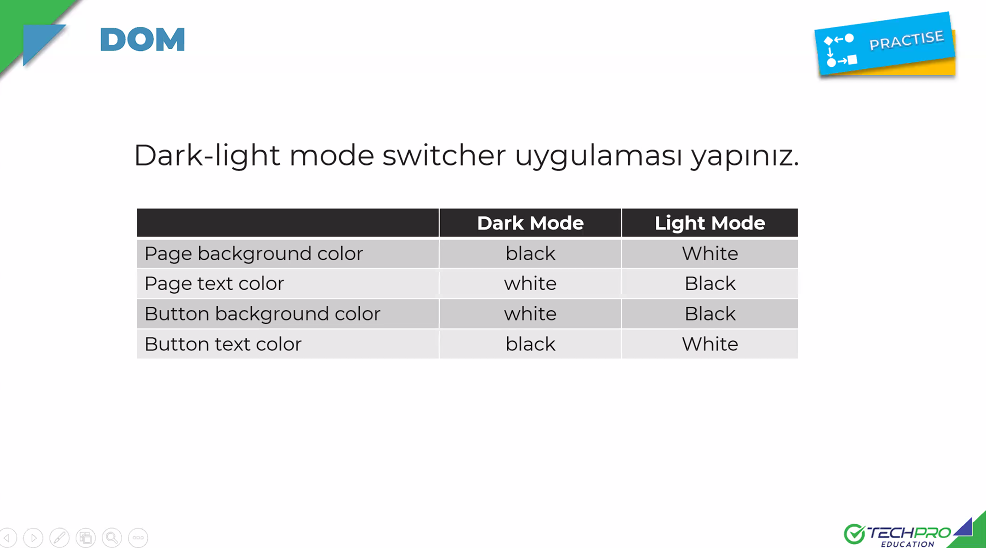 DOM
PRACTISE
Dark-light mode switcher uygulaması yapınız.
Dark Mode Light Mode
Page background color black White
Page text color white Black
Button background color white Black
Button text color black White
TECHPRO
EDUCATION